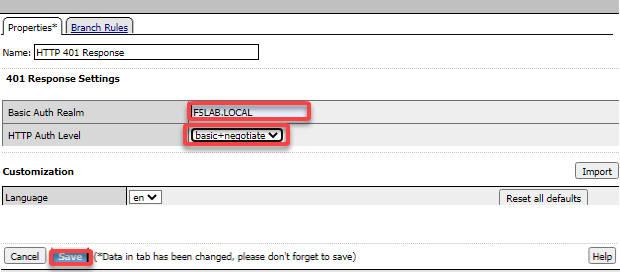 Properties* Branch Rules
Name: HTTP 401 Response
401 Response Settings
Basic Auth Realm F5LAB.LOCAL
HTTP Auth Level basic+negotiate
Customization Import
Language en Reset all defaults
Cancel Save (*Data in tab has been changed, please don't forget to save) Help